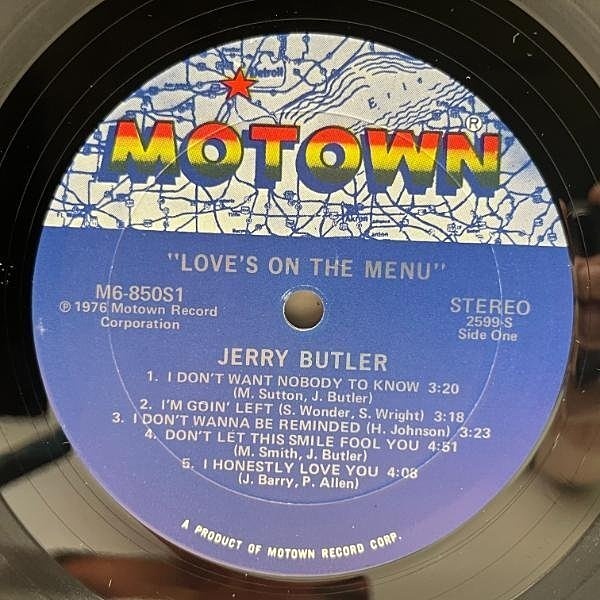 Detroit
Erie
MOTOWN®
Akron
"LOVE'S ON THE MENU"
M6-850S1
℗ 1976 Motown Record
Corporation
STEREO
2599-S
Side One
JERRY BUTLER
1. I DON'T WANT NOBODY TO KNOW 3:20
(M. Sutton, J. Butler)
2. I'M GOIN' LEFT (S. Wonder, S. Wright) 3:18
3. I DON'T WANNA BE REMINDED (H. Johnson) 3:23
4. DON'T LET THIS SMILE FOOL YOU 4:51
(M. Smith, J. Butler)
5. I HONESTLY LOVE YOU 4:08
(J. Barry, P. Allen)
A PRODUCT OF MOTOWN RECORD CORP.